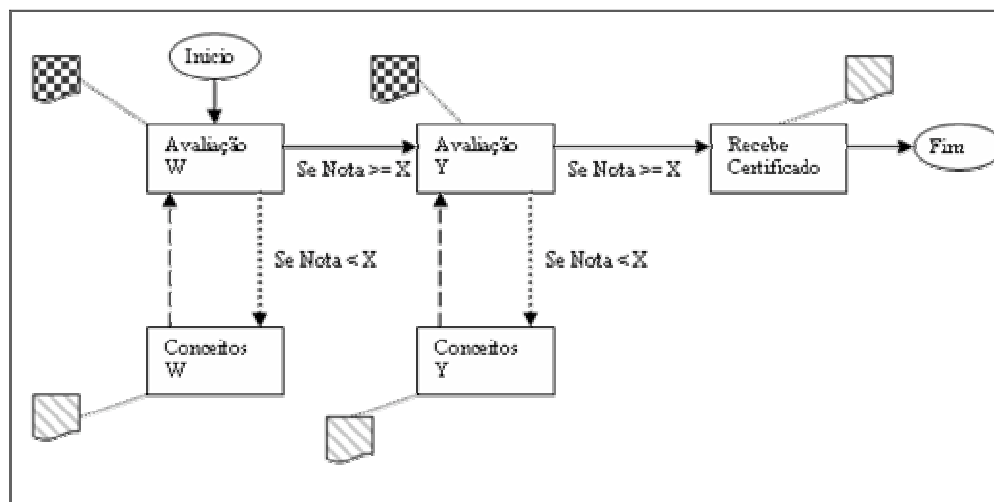 Inicio
Avaliação
W
Se Nota >= X
Avaliação
Y
Se Nota >= X
Recebe
Certificado
Fim
Se Nota < X
Se Nota < X
Conceitos
W
Conceitos
Y